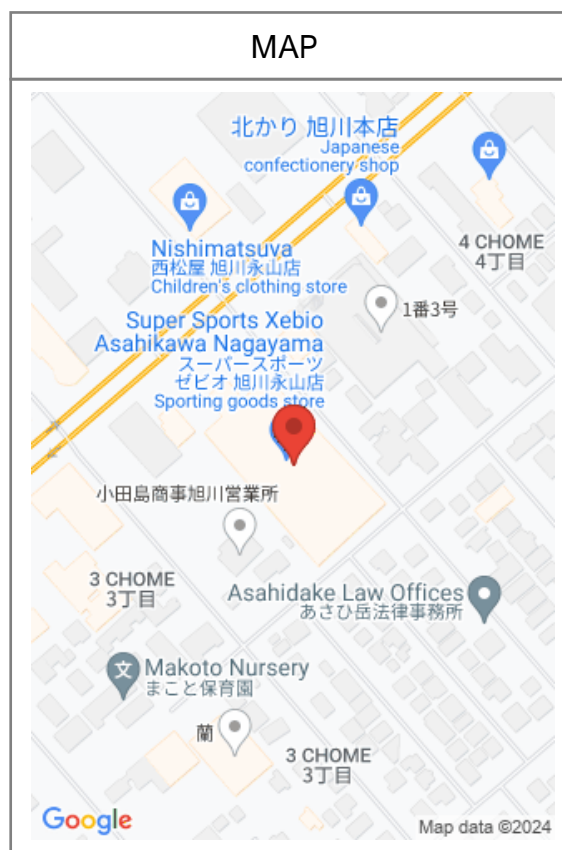 MAP
北かり 旭川本店
Japanese
confectionery shop
Nishimatsuya
西松屋 旭川永山店
Children's clothing store
4 CHOME
4丁目
1番3号
Super Sports Xebio
Asahikawa Nagayama
スーパースポーツ
ゼビオ 旭川永山店
Sporting goods store
小田島商事旭川営業所
3 CHOME
3丁目
Asahidake Law Offices
あさひ岳法律事務所
文
Makoto Nursery
まこと保育園
蘭
3 CHOME
3丁目
Google
Map data ©2024